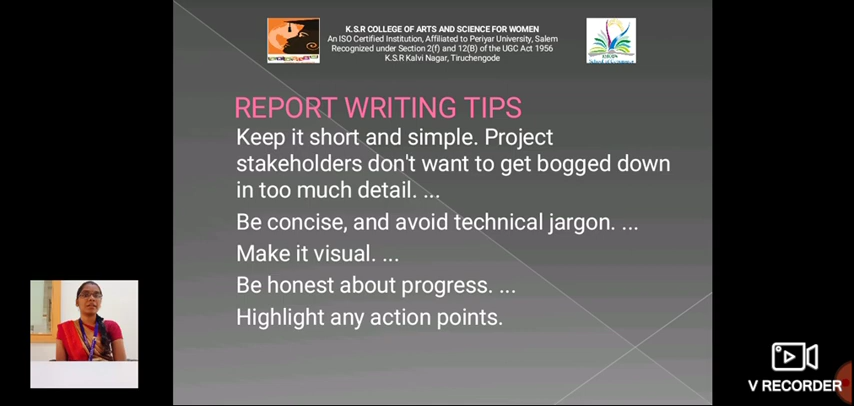 K.S.R COLLEGE OF ARTS AND SCIENCE FOR WOMEN
An ISO Certified Institution, Affiliated to Periyar University, Salem
Recognized under Section 2(f) and 12(B) of the UGC Act 1956
K.S.R Kalvi Nagar, Tiruchengode
REPORT WRITING TIPS
Keep it short and simple. Project
stakeholders don't want to get bogged down
in too much detail. ...
Be concise, and avoid technical jargon. ...
Make it visual. ...
Be honest about progress. ...
Highlight any action points.
V RECORDER